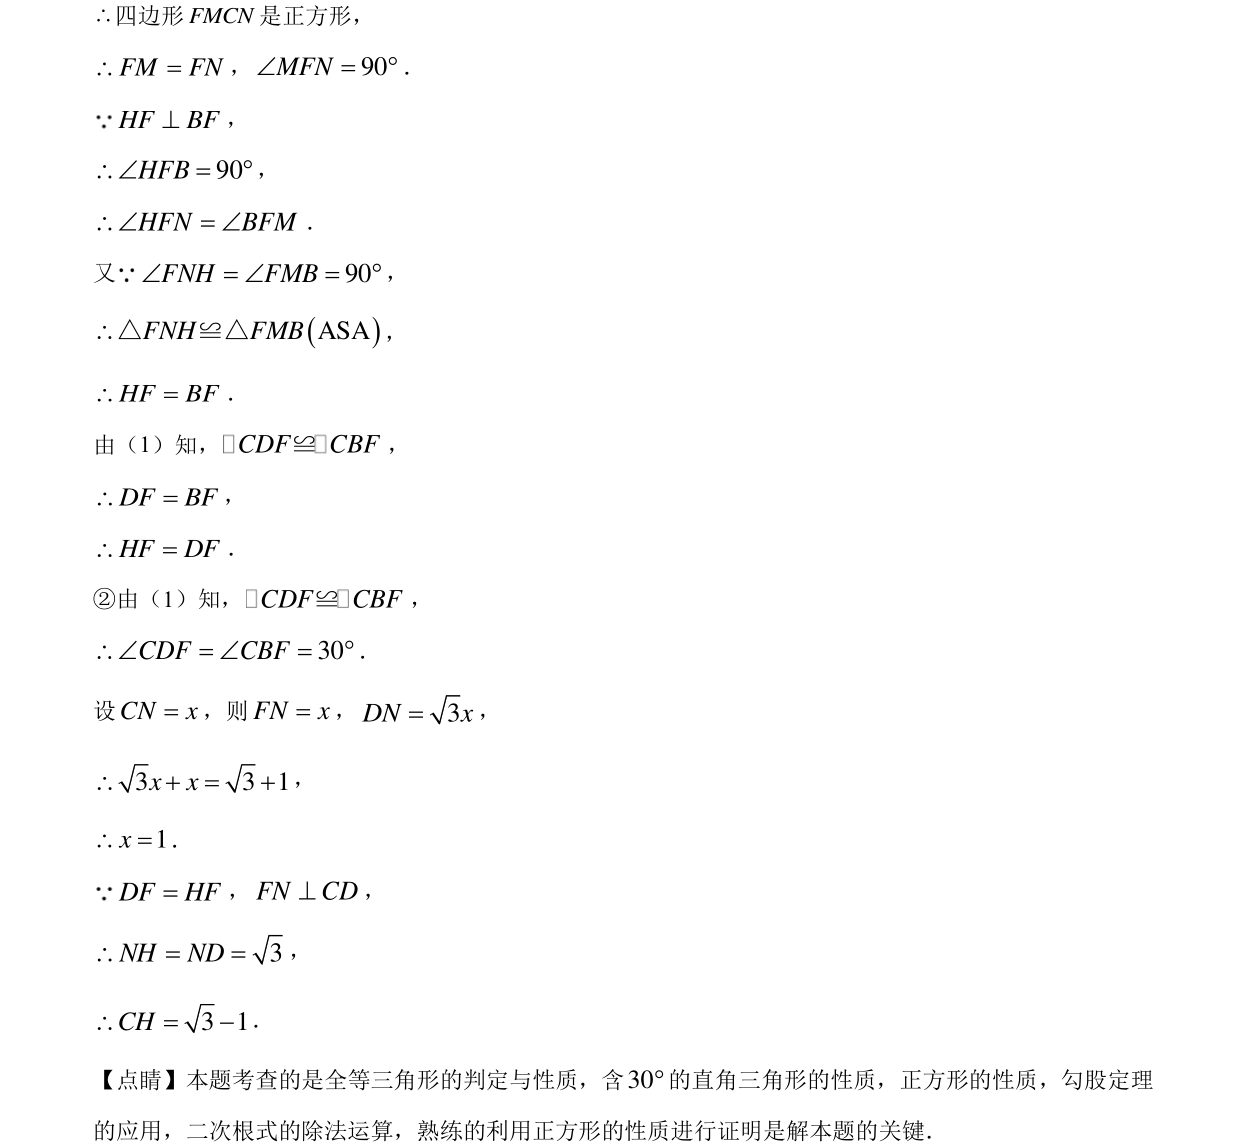 ∴四边形 FMCN 是正方形，
∴FM = FN， ∠MFN = 90°．
∵HF ⊥ BF，
∴∠HFB = 90°，
∴∠HFN = ∠BFM．
又∵∠FNH = ∠FMB = 90°，
∴△FNH≌△FMB(ASA)，
∴HF = BF．
由（1）知，□CDF≌□CBF，
∴DF = BF，
∴HF = DF．
②由（1）知，□CDF≌□CBF，
∴∠CDF = ∠CBF = 30°．
设CN = x，则FN = x， DN = √3x，
∴√3x + x = √3 + 1，
∴x = 1．
∵DF = HF， FN ⊥ CD，
∴NH = ND = √3，
∴CH = √3 − 1．
【点睛】本题考查的是全等三角形的判定与性质，含30°的直角三角形的性质，正方形的性质，勾股定理
的应用，二次根式的除法运算，熟练的利用正方形的性质进行证明是解本题的关键．